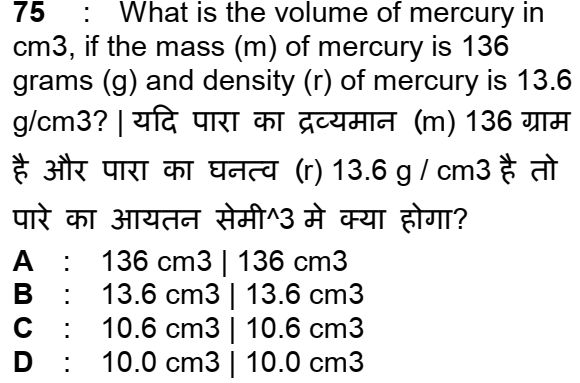 75 : What is the volume of mercury in
cm3, if the mass (m) of mercury is 136
grams (g) and density (r) of mercury is 13.6
g/cm3? | यदि पारा का द्रव्यमान (m) 136 ग्राम
है और पारा का घनत्व (r) 13.6 g / cm3 है तो
पारे का आयतन सेमी^3 मे क्या होगा?
A : 136 cm3 | 136 cm3
B : 13.6 cm3 | 13.6 cm3
C : 10.6 cm3 | 10.6 cm3
D : 10.0 cm3 | 10.0 cm3